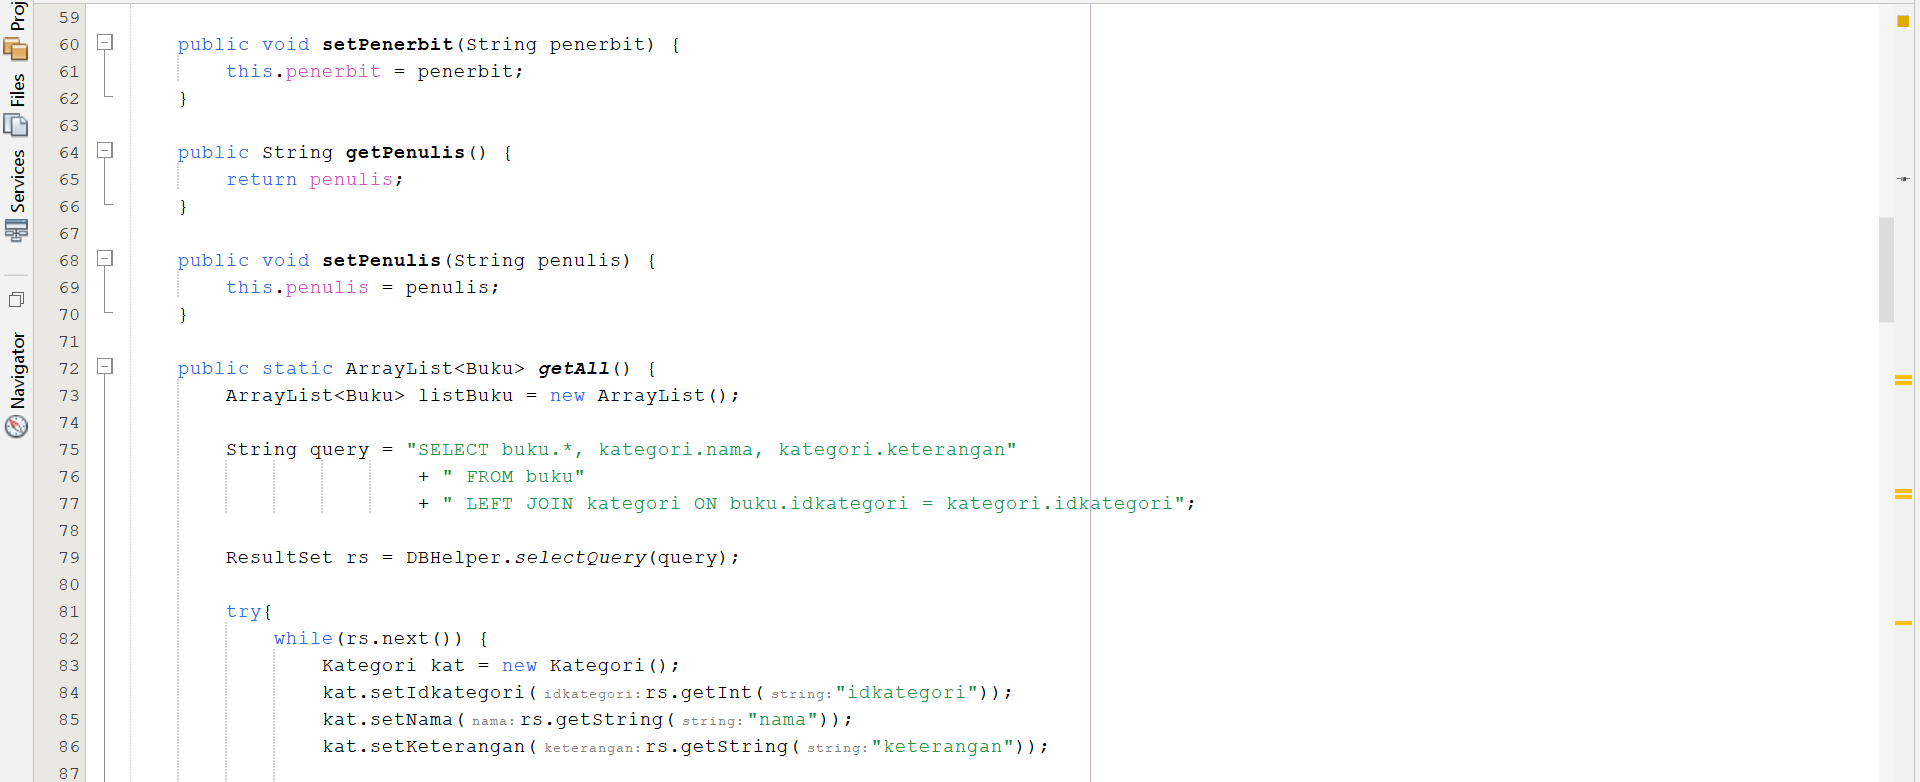 Proj
Files
Services
Navigator
59
60 public void setPenerbit(String penerbit) {
61 this.penerbit = penerbit;
62 }
63
64 public String getPenulis() {
65 return penulis;
66 }
67
68 public void setPenulis(String penulis) {
69 this.penulis = penulis;
70 }
71
72 public static ArrayList<Buku> getAll() {
73 ArrayList<Buku> listBuku = new ArrayList();
74
75 String query = "SELECT buku.*, kategori.nama, kategori.keterangan"
76 + " FROM buku"
77 + " LEFT JOIN kategori ON buku.idkategori = kategori.idkategori";
78
79 ResultSet rs = DBHelper.selectQuery(query);
80
81 try{
82 while(rs.next()) {
83 Kategori kat = new Kategori();
84 kat.setIdkategori(idkategori:rs.getInt(string:"idkategori"));
85 kat.setNama(nama:rs.getString(string:"nama"));
86 kat.setKeterangan(keterangan:rs.getString(string:"keterangan"));
87